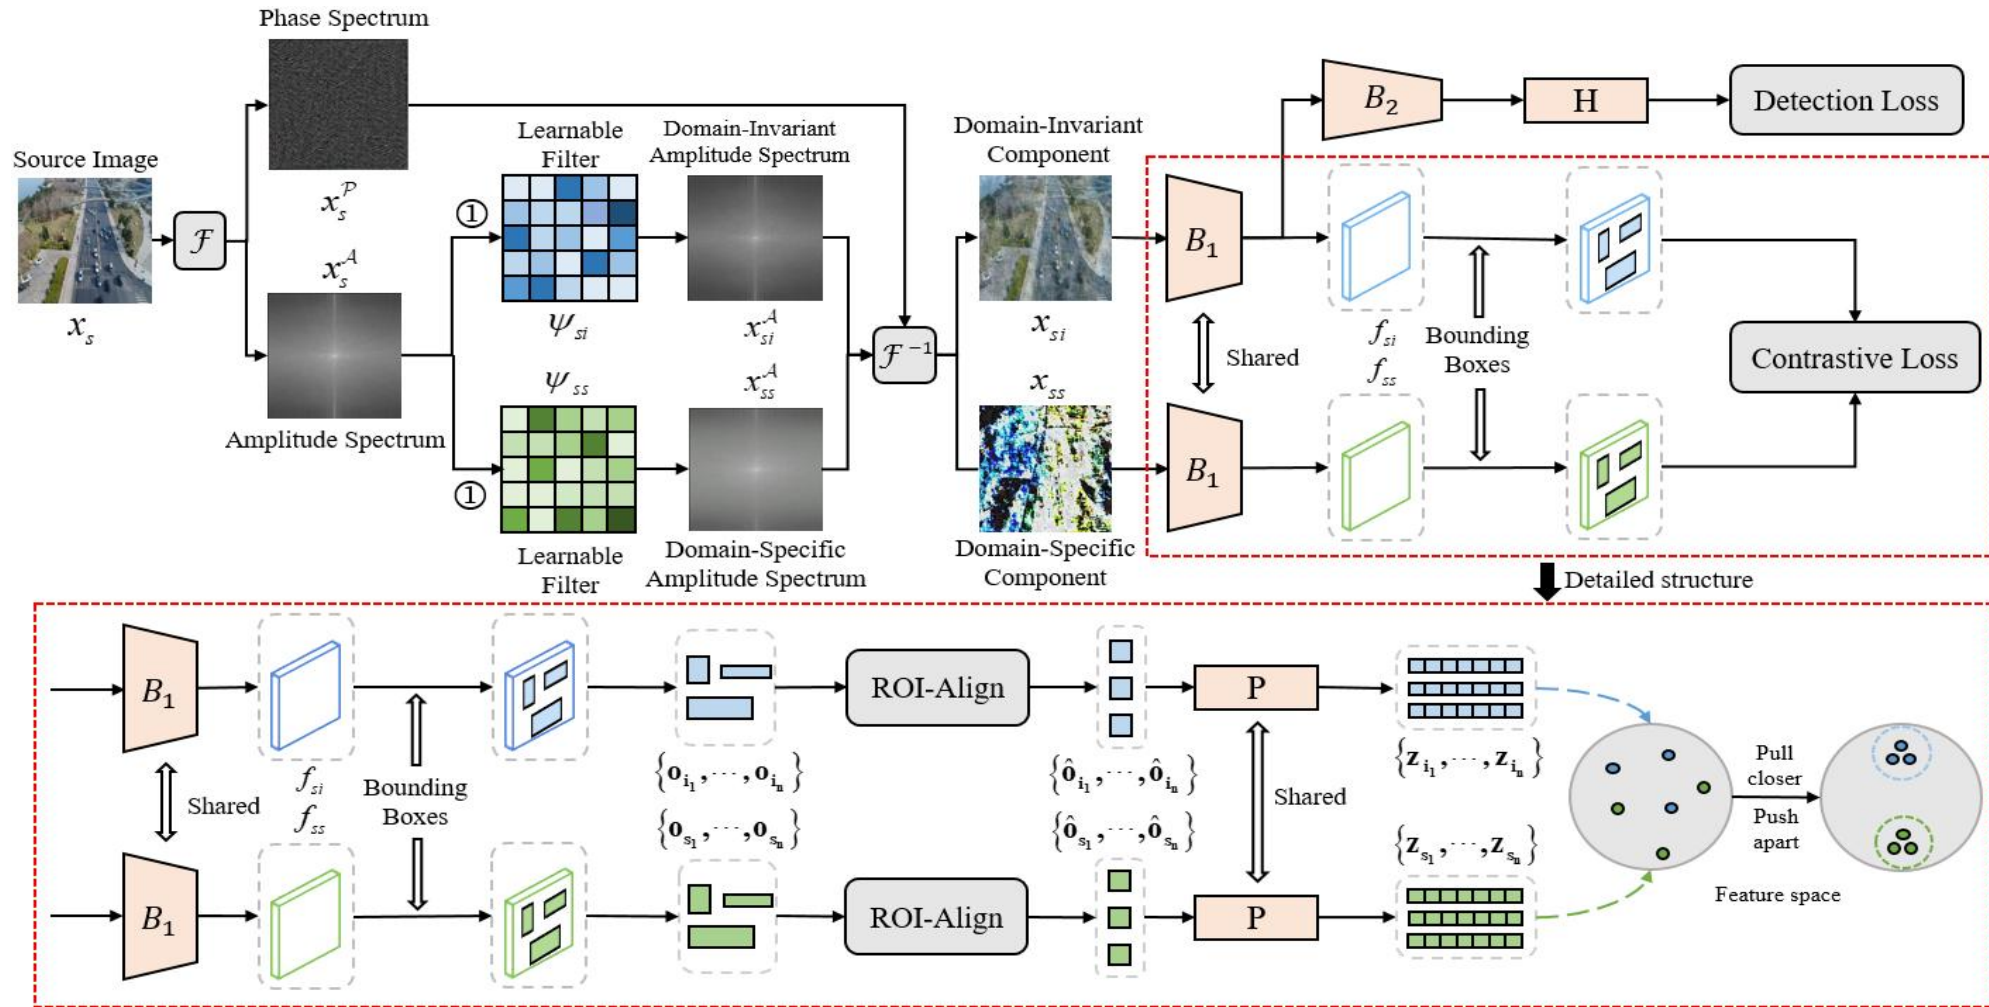 Phase Spectrum
Source Image
x_s
ℱ
x_s^𝒫
x_s^𝒜
Amplitude Spectrum
①
Learnable
Filter
ψ_si
ψ_ss
①
Learnable
Filter
Domain-Invariant
Amplitude Spectrum
x_si^𝒜
x_ss^𝒜
Domain-Specific
Amplitude Spectrum
ℱ⁻¹
Domain-Invariant
Component
x_si
x_ss
Domain-Specific
Component
B₁
Shared
B₁
B₂
H
Detection Loss
f_si
f_ss
Bounding
Boxes
Contrastive Loss
Detailed structure
B₁
Shared
B₁
f_si
f_ss
Bounding
Boxes
{o_i₁, ⋯, o_iₙ}
{o_s₁, ⋯, o_sₙ}
ROI-Align
ROI-Align
{ô_i₁, ⋯, ô_iₙ}
{ô_s₁, ⋯, ô_sₙ}
P
Shared
P
{z_i₁, ⋯, z_iₙ}
{z_s₁, ⋯, z_sₙ}
Pull
closer
Push
apart
Feature space